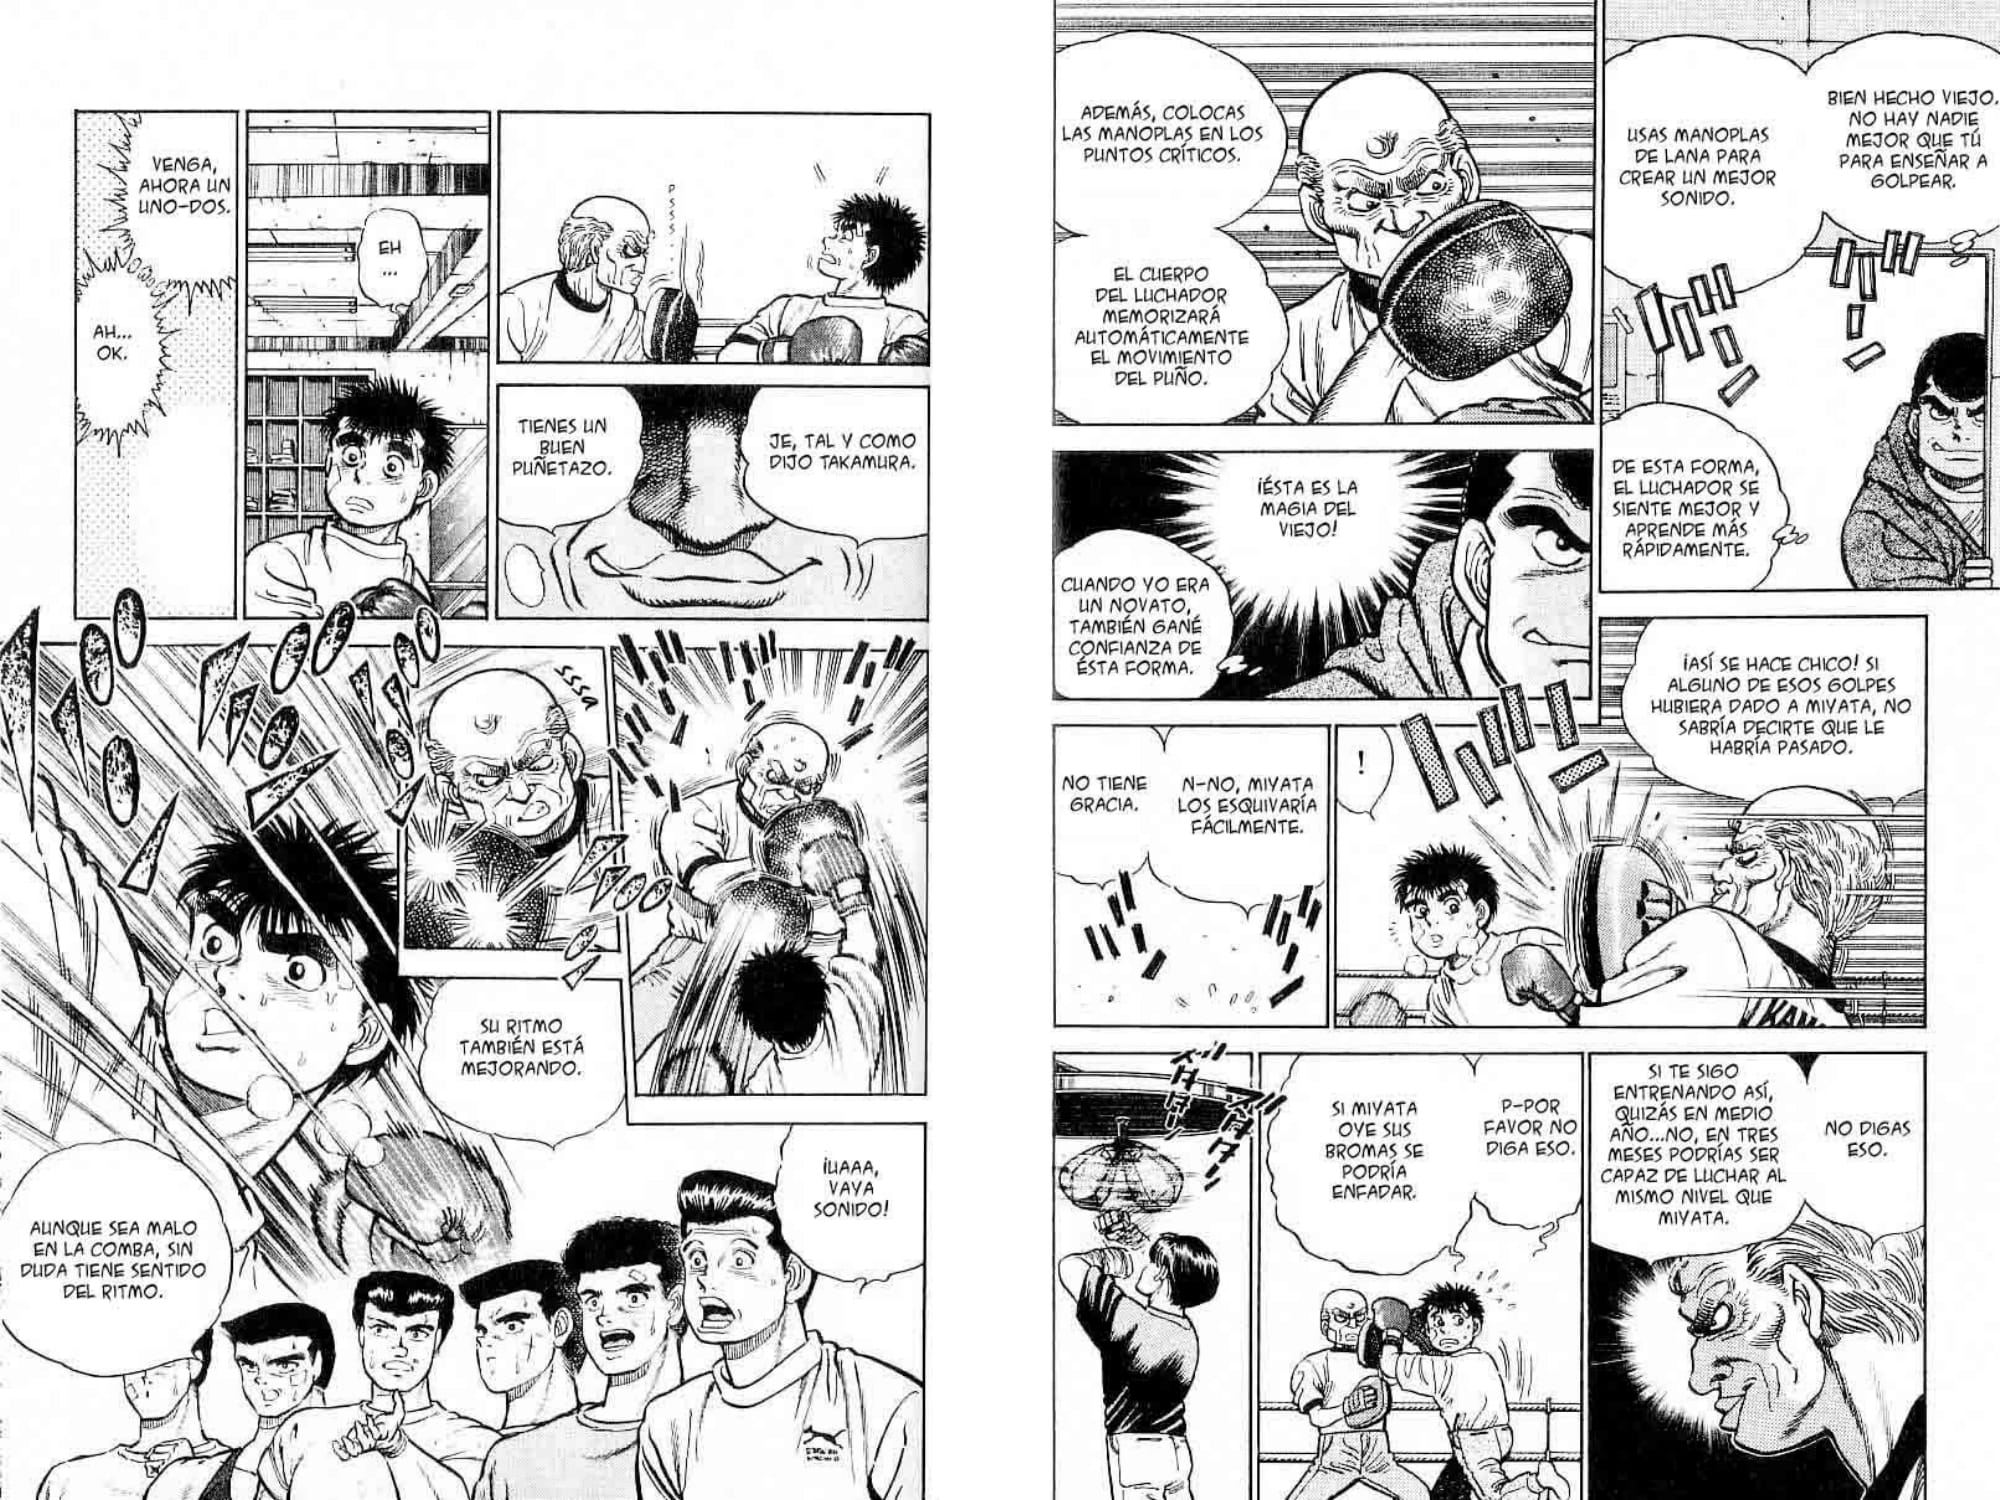 PSSS
JE, TAL Y COMO
DIJO TAKAMURA.
TIENES UN
BUEN
PUÑETAZO.
EH
...
VENGA,
AHORA UN
UNO-DOS.
AH...
OK.
SSSSA
SU RITMO
TAMBIÉN ESTÁ
MEJORANDO.
¡UAAA,
VAYA
SONIDO!
AUNQUE SEA MALO
EN LA COMBA, SIN
DUDA TIENE SENTIDO
DEL RITMO.
BIEN HECHO VIEJO.
NO HAY NADIE
MEJOR QUE TÚ
PARA ENSEÑAR A
GOLPEAR.
USAS MANOPLAS
DE LANA PARA
CREAR UN MEJOR
SONIDO.
DE ESTA FORMA,
EL LUCHADOR SE
SIENTE MEJOR Y
APRENDE MÁS
RÁPIDAMENTE.
ADEMÁS, COLOCAS
LAS MANOPLAS EN LOS
PUNTOS CRÍTICOS.
EL CUERPO
DEL LUCHADOR
MEMORIZARÁ
AUTOMÁTICAMENTE
EL MOVIMIENTO
DEL PUÑO.
¡ÉSTA ES LA
MAGIA DEL
VIEJO!
CUANDO YO ERA
UN NOVATO,
TAMBIÉN GANÉ
CONFIANZA DE
ÉSTA FORMA.
¡ASÍ SE HACE CHICO! SI
ALGUNO DE ESOS GOLPES
HUBIERA DADO A MIYATA, NO
SABRÍA DECIRTE QUE LE
HABRÍA PASADO.
!
N-NO, MIYATA
LOS ESQUIVARÍA
FÁCILMENTE.
NO TIENE
GRACIA.
NO DIGAS
ESO.
SI TE SIGO
ENTRENANDO ASÍ,
QUIZÁS EN MEDIO
AÑO...NO, EN TRES
MESES PODRÍAS SER
CAPAZ DE LUCHAR AL
MISMO NIVEL QUE
MIYATA.
P-POR
FAVOR NO
DIGA ESO.
SI MIYATA
OYE SUS
BROMAS SE
PODRÍA
ENFADAR.